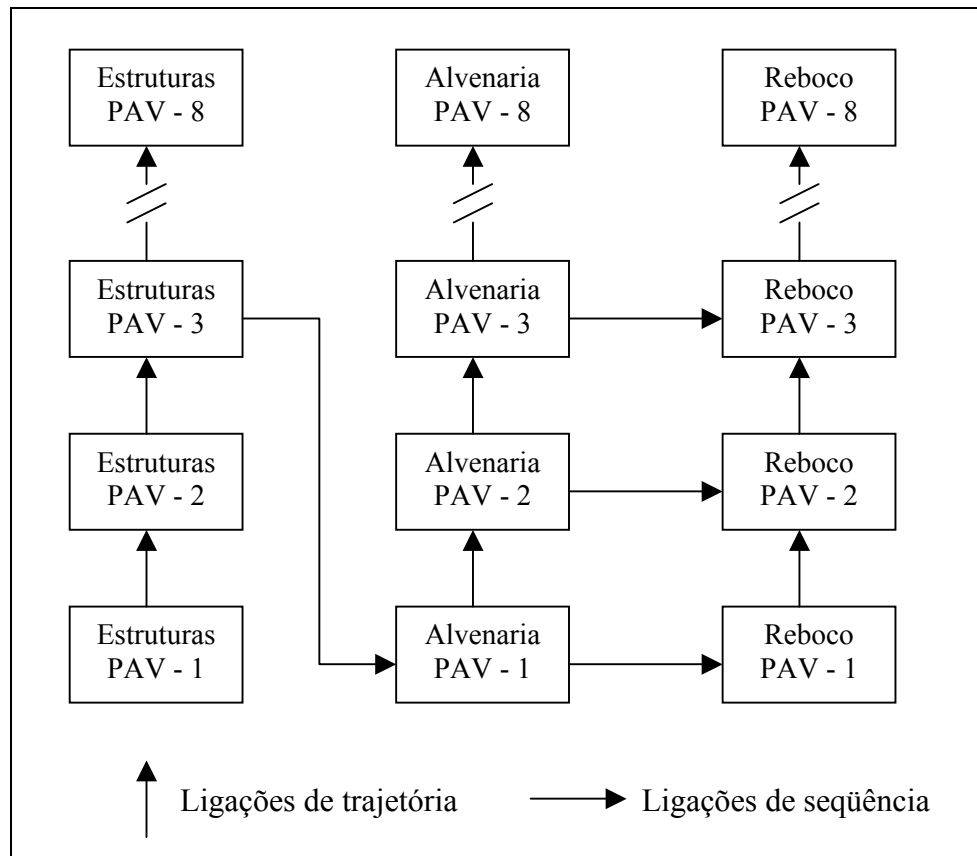 Estruturas
PAV - 8
Alvenaria
PAV - 8
Reboco
PAV - 8
Estruturas
PAV - 3
Alvenaria
PAV - 3
Reboco
PAV - 3
Estruturas
PAV - 2
Alvenaria
PAV - 2
Reboco
PAV - 2
Estruturas
PAV - 1
Alvenaria
PAV - 1
Reboco
PAV - 1
Ligações de trajetória
Ligações de seqüência